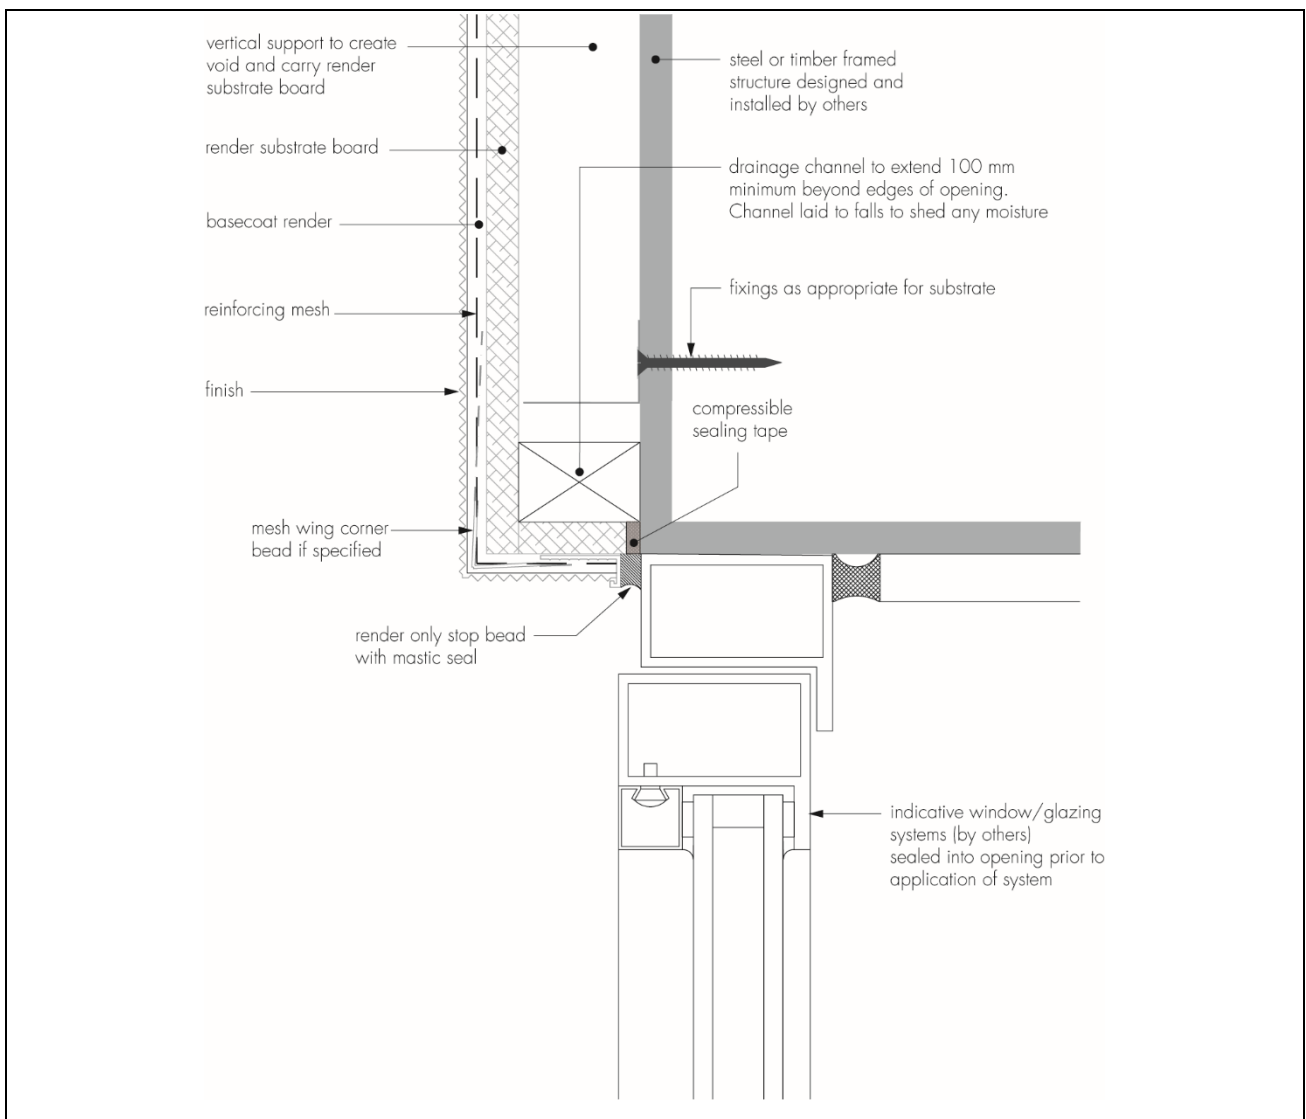 vertical support to create
void and carry render
substrate board
steel or timber framed
structure designed and
installed by others
render substrate board
drainage channel to extend 100 mm
minimum beyond edges of opening.
Channel laid to falls to shed any moisture
basecoat render
fixings as appropriate for substrate
reinforcing mesh
finish
compressible
sealing tape
mesh wing corner
bead if specified
render only stop bead
with mastic seal
indicative window/glazing
systems (by others)
sealed into opening prior to
application of system